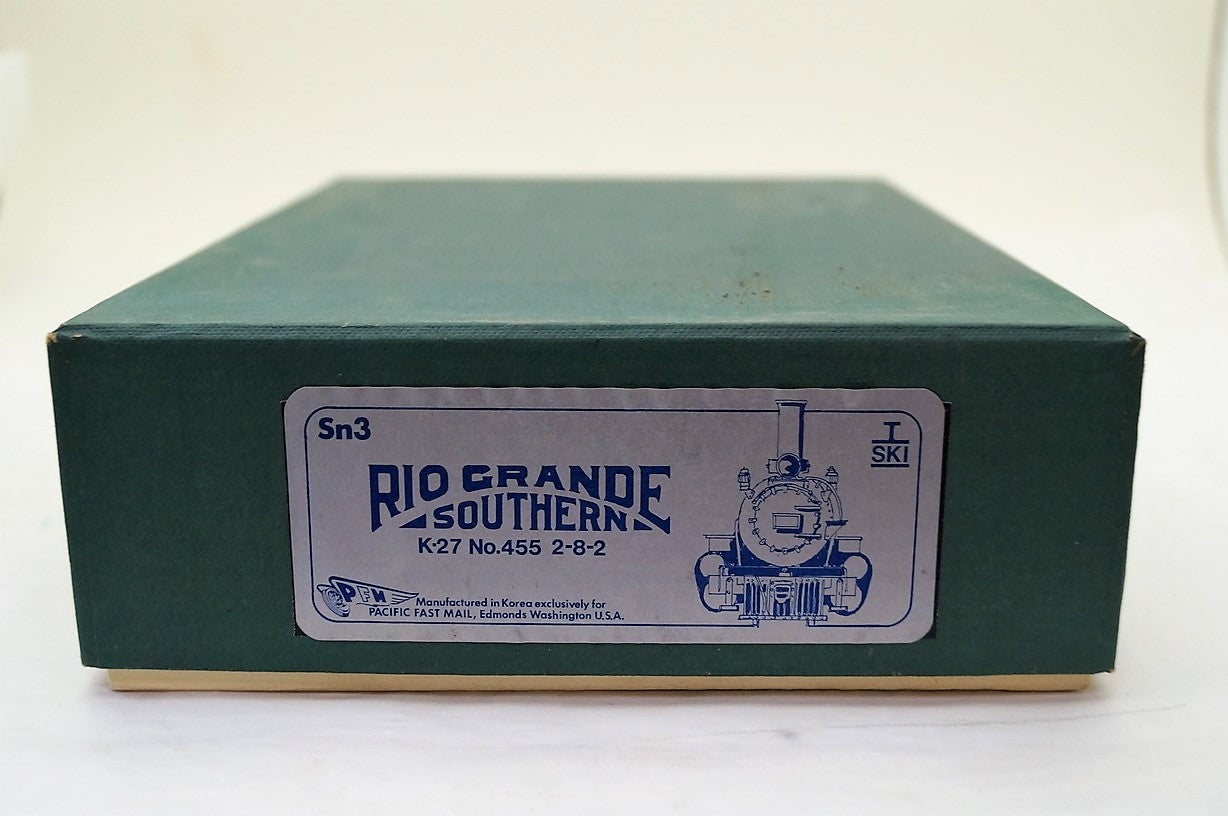 Sn3
I
SKI
RIO GRANDE
SOUTHERN
K-27 No.455 2-8-2
PFM
Manufactured in Korea exclusively for
PACIFIC FAST MAIL, Edmonds Washington U.S.A.